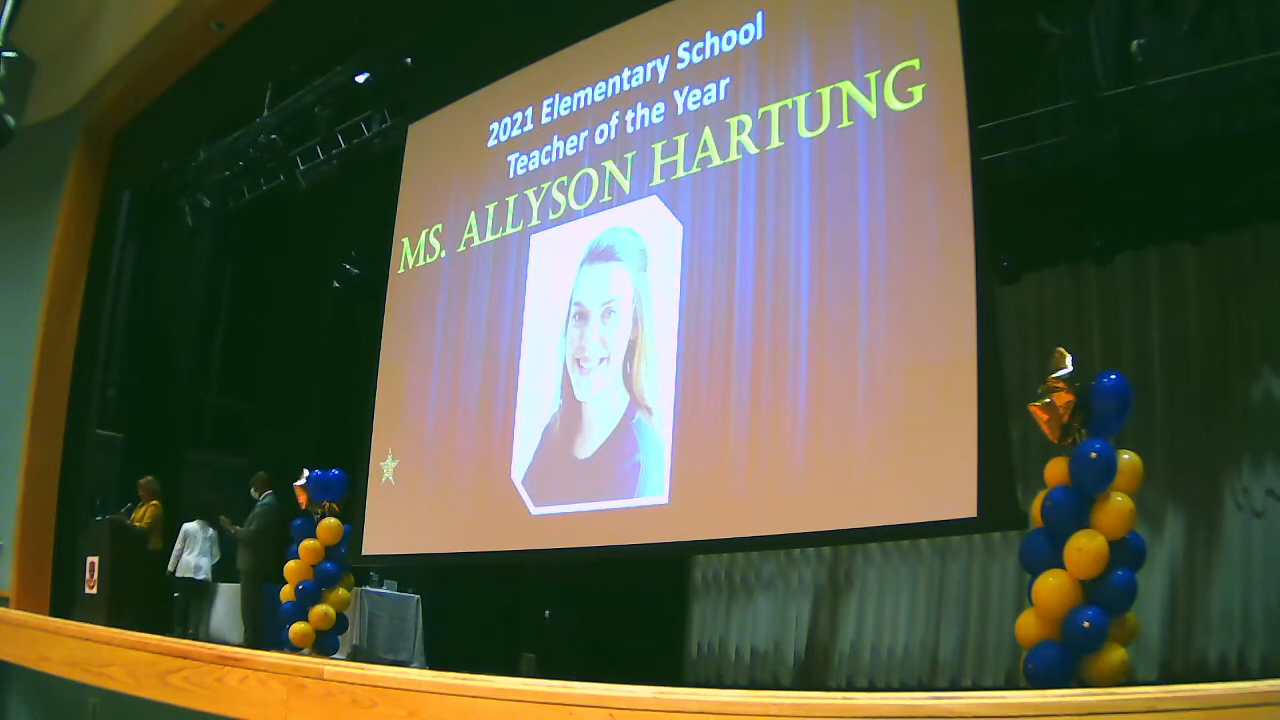 2021 Elementary School
Teacher of the Year
MS. ALLYSON HARTUNG